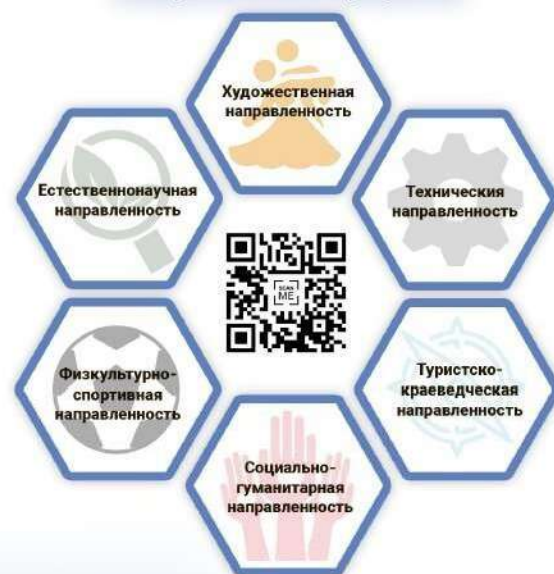 Художественная
направленность
Естественнонаучная
направленность
Техническия
направленность
SCAN
ME
Физкультурно-
спортивная
направленность
Туристско-
краеведческая
направленность
Социально-
гуманитарная
направленность